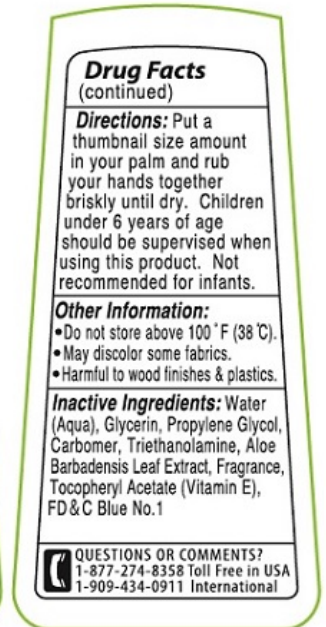 Drug Facts
(continued)
Directions: Put a
thumbnail size amount
in your palm and rub
your hands together
briskly until dry. Children
under 6 years of age
should be supervised when
using this product. Not
recommended for infants.
Other Information:
•Do not store above 100˚F (38℃).
•May discolor some fabrics.
•Harmful to wood finishes & plastics.
Inactive Ingredients: Water
(Aqua), Glycerin, Propylene Glycol,
Carbomer, Triethanolamine, Aloe
Barbadensis Leaf Extract, Fragrance,
Tocopheryl Acetate (Vitamin E),
FD&C Blue No.1
QUESTIONS OR COMMENTS?
1-877-274-8358 Toll Free in USA
1-909-434-0911 International